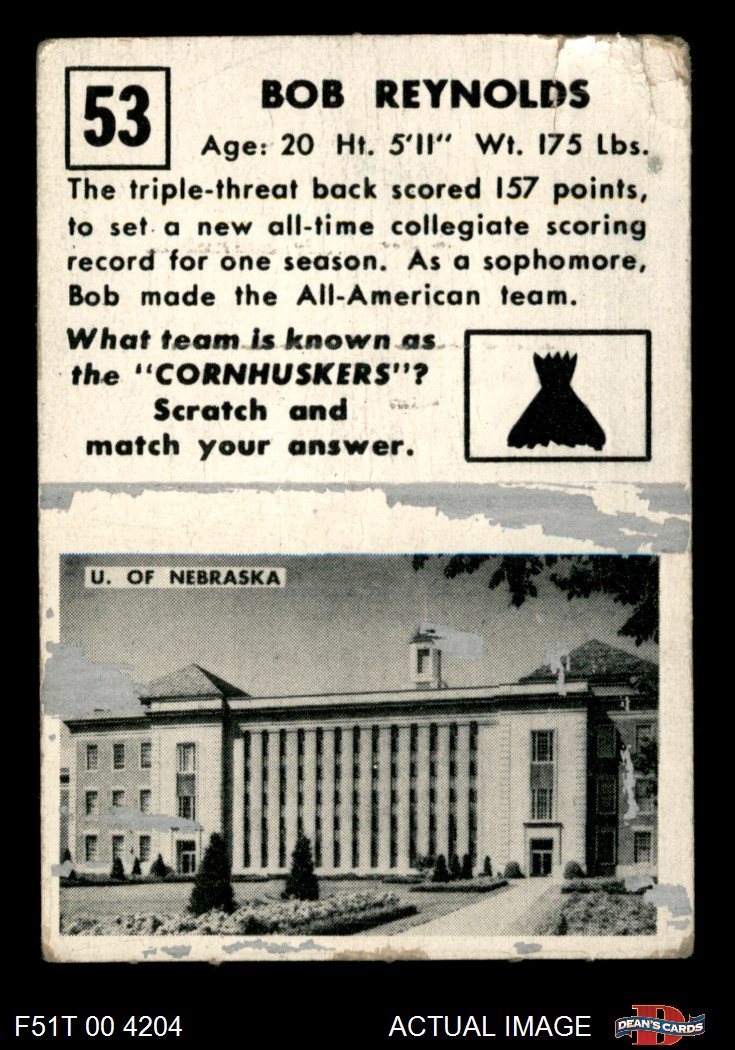 53
BOB REYNOLDS
Age: 20 Ht. 5'11" Wt. 175 Lbs.
The triple-threat back scored 157 points,
to set a new all-time collegiate scoring
record for one season. As a sophomore,
Bob made the All-American team.
What team is known as
the "CORNHUSKERS"?
Scratch and
match your answer.
U. OF NEBRASKA
F51T 00 4204
ACTUAL IMAGE
D
DEAN'S CARDS